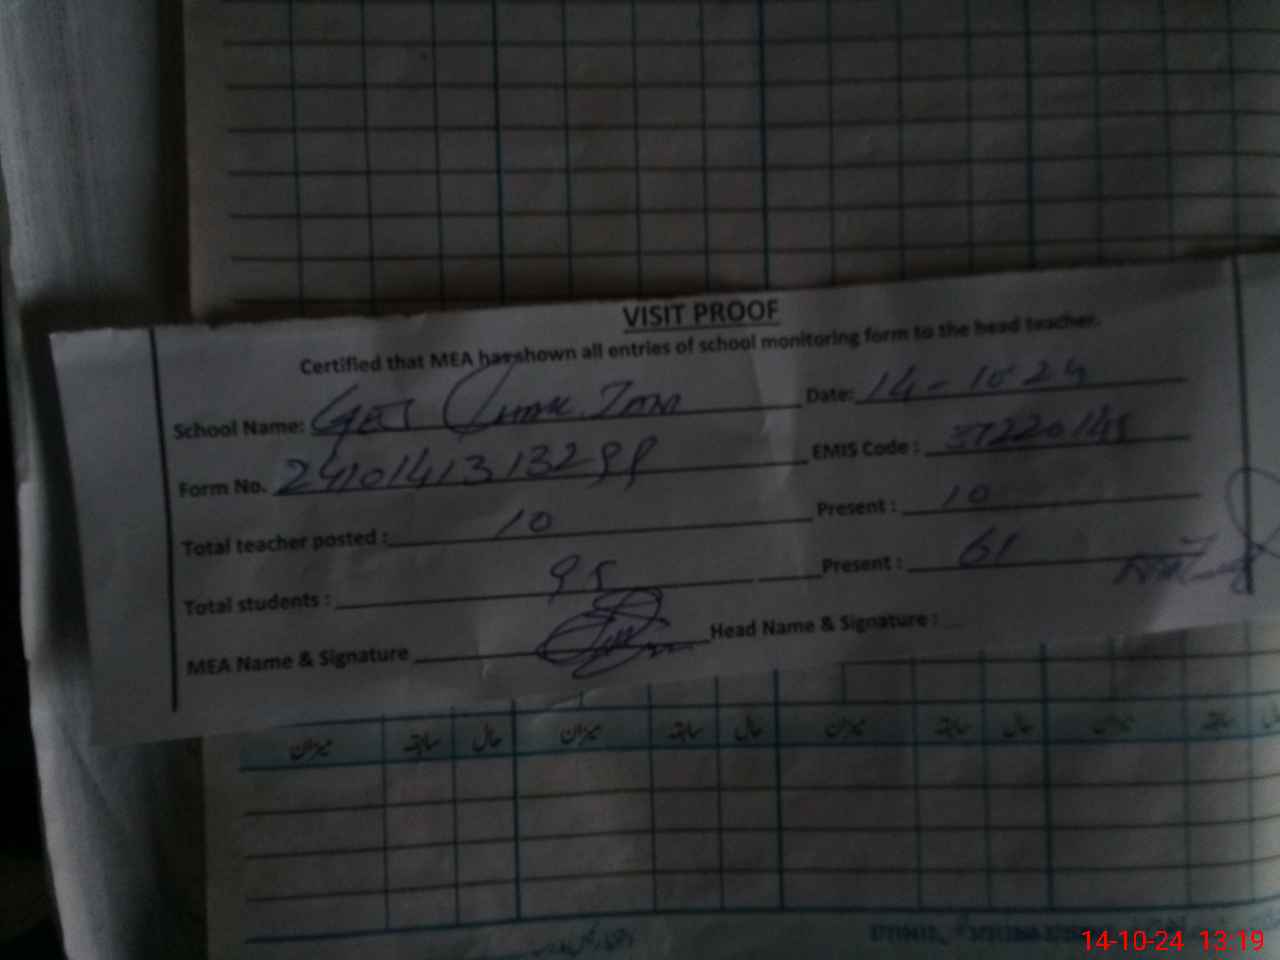 VISIT PROOF
Certified that MEA has shown all entries of school monitoring form to the head teacher.
School Name: GES Date: 14-10-24
Form No. 241014131329 EMIS Code : 37220145
Total teacher posted : 10 Present : 10
Total students : 95 Present : 61
MEA Name & Signature Head Name & Signature :
میزان سابقہ حال میزان سابقہ حال میزان سابقہ حال میزان سابقہ حال
14-10-24 13:19